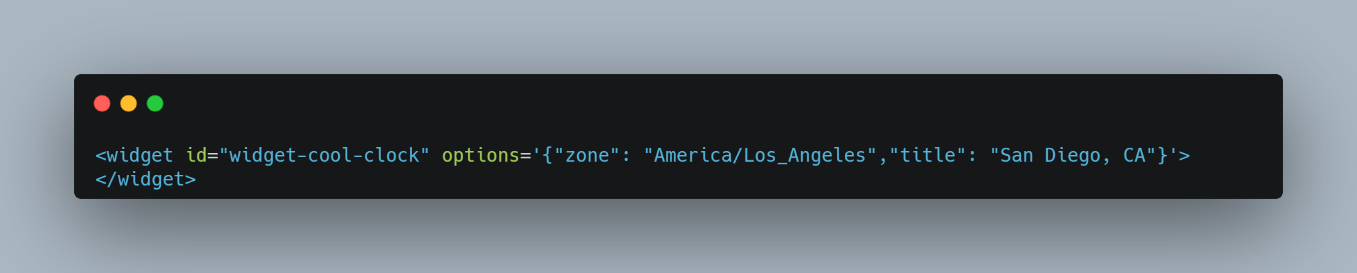 <widget id="widget-cool-clock" options='{"zone": "America/Los_Angeles","title": "San Diego, CA"}'>
</widget>